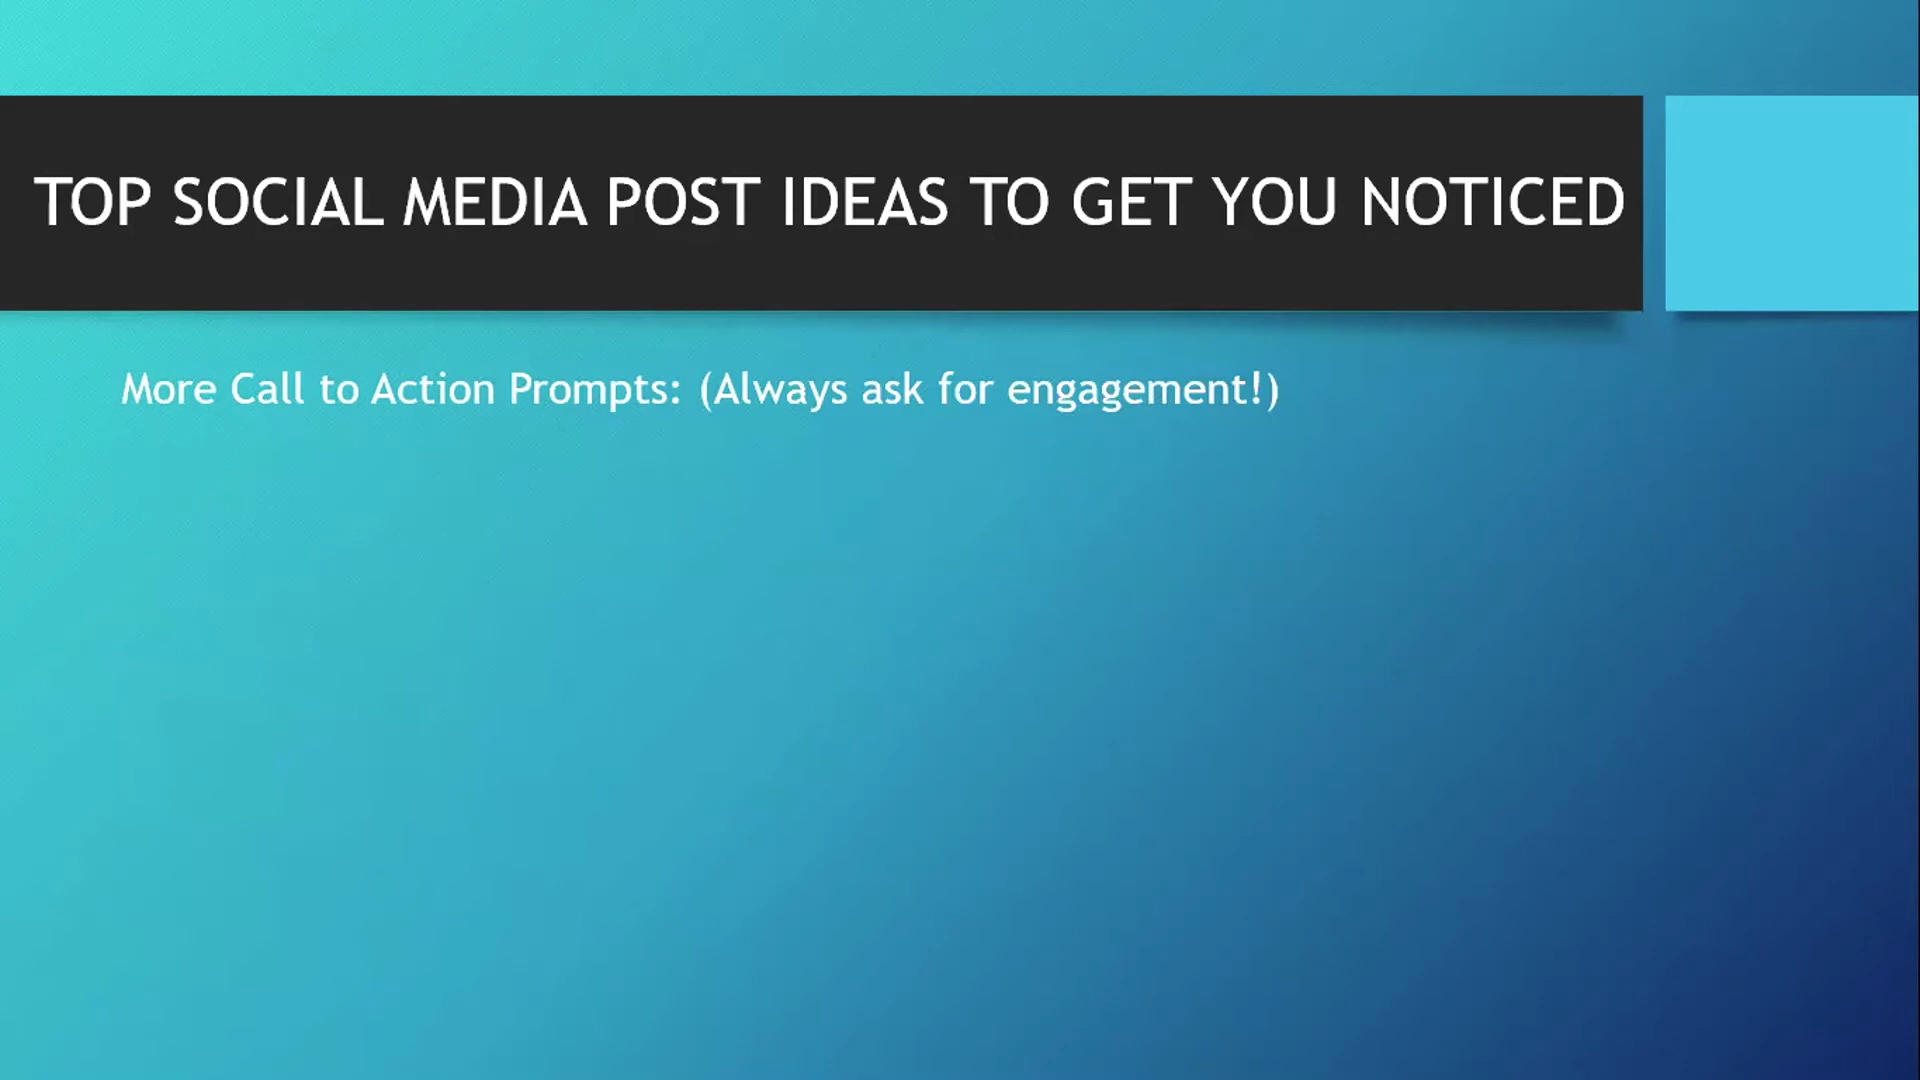 TOP SOCIAL MEDIA POST IDEAS TO GET YOU NOTICED
More Call to Action Prompts: (Always ask for engagement!)